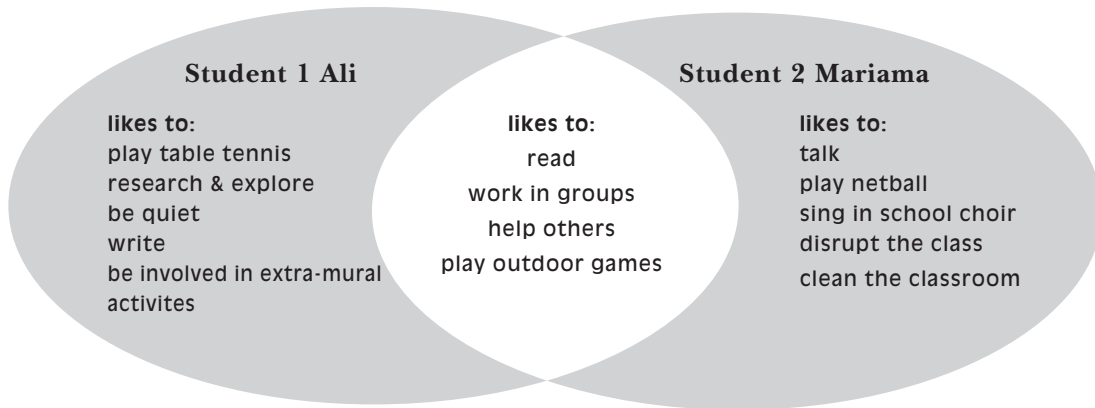 Student 1 Ali
likes to:
play table tennis
research & explore
be quiet
write
be involved in extra-mural
activites
likes to:
read
work in groups
help others
play outdoor games
Student 2 Mariama
likes to:
talk
play netball
sing in school choir
disrupt the class
clean the classroom